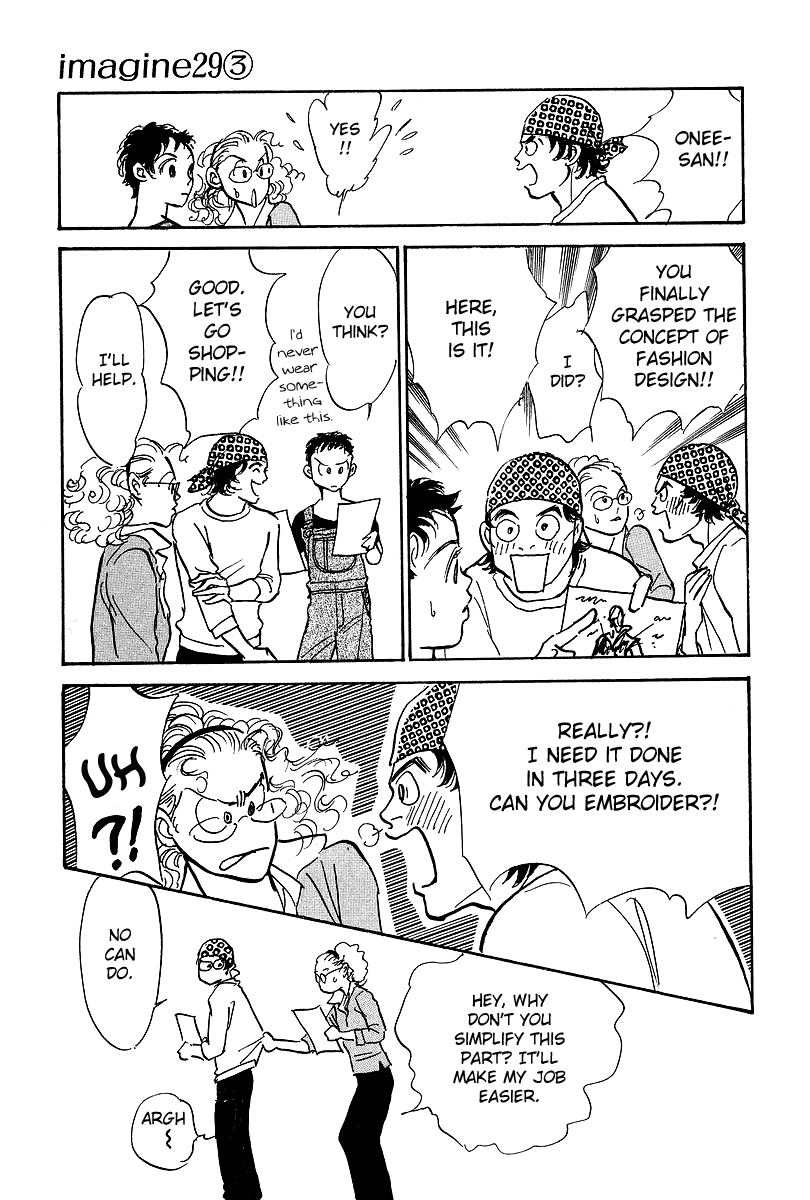 imagine29③
ONEE-
SAN!!
YES
!!
YOU
FINALLY
GRASPED THE
CONCEPT OF
FASHION
DESIGN!!
I
DID?
HERE,
THIS
IS IT!
YOU
THINK?
I'd
never
wear
some-
thing
like this.
GOOD.
LET'S
GO
SHOP-
PING!!
I'LL
HELP.
REALLY?!
I NEED IT DONE
IN THREE DAYS.
CAN YOU EMBROIDER?!
UH
?!
HEY, WHY
DON'T YOU
SIMPLIFY THIS
PART? IT'LL
MAKE MY JOB
EASIER.
NO
CAN
DO.
ARGH